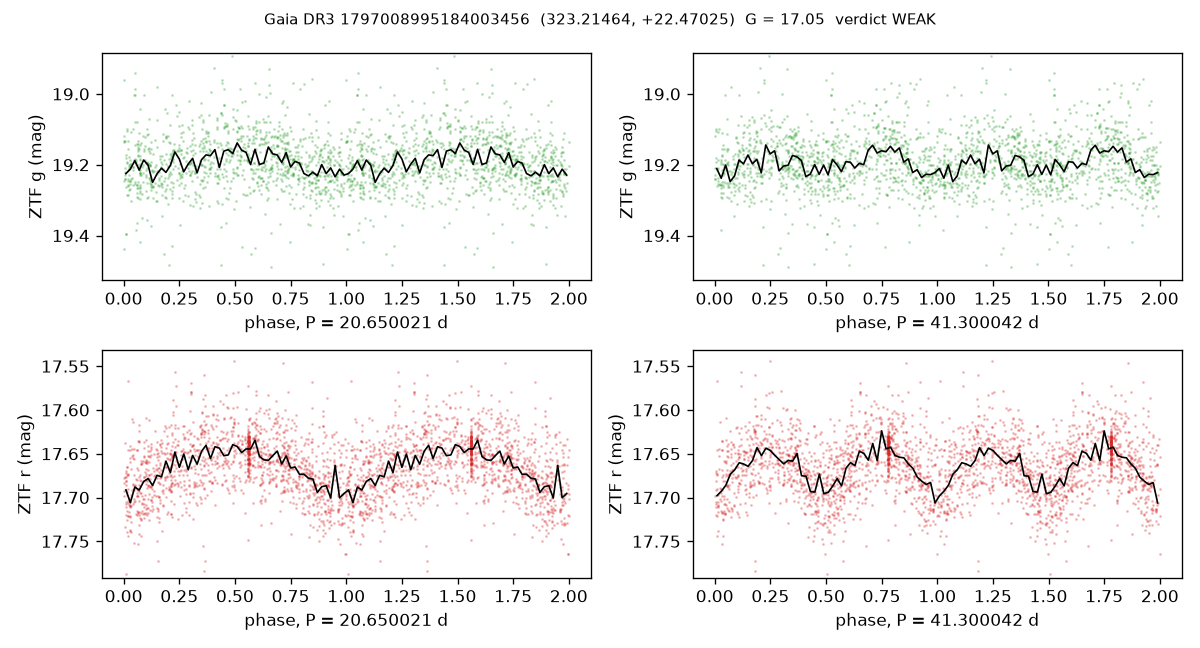 Gaia DR3 1797008995184003456  (323.21464, +22.47025)  G = 17.05  verdict WEAK
ZTF g (mag)
19.0
19.2
19.4
0.00 0.25 0.50 0.75 1.00 1.25 1.50 1.75 2.00
phase, P = 20.650021 d
ZTF g (mag)
19.0
19.2
19.4
0.00 0.25 0.50 0.75 1.00 1.25 1.50 1.75 2.00
phase, P = 41.300042 d
ZTF r (mag)
17.55
17.60
17.65
17.70
17.75
0.00 0.25 0.50 0.75 1.00 1.25 1.50 1.75 2.00
phase, P = 20.650021 d
ZTF r (mag)
17.55
17.60
17.65
17.70
17.75
0.00 0.25 0.50 0.75 1.00 1.25 1.50 1.75 2.00
phase, P = 41.300042 d